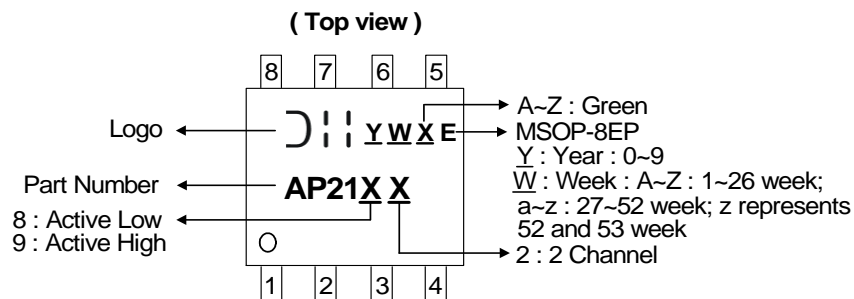 ( Top view )
8 7 6 5
Logo
Y W X E
A~Z : Green
MSOP-8EP
Y : Year : 0~9
W : Week : A~Z : 1~26 week;
a~z : 27~52 week; z represents
52 and 53 week
Part Number
AP21X X
8 : Active Low
9 : Active High
2 : 2 Channel
1 2 3 4